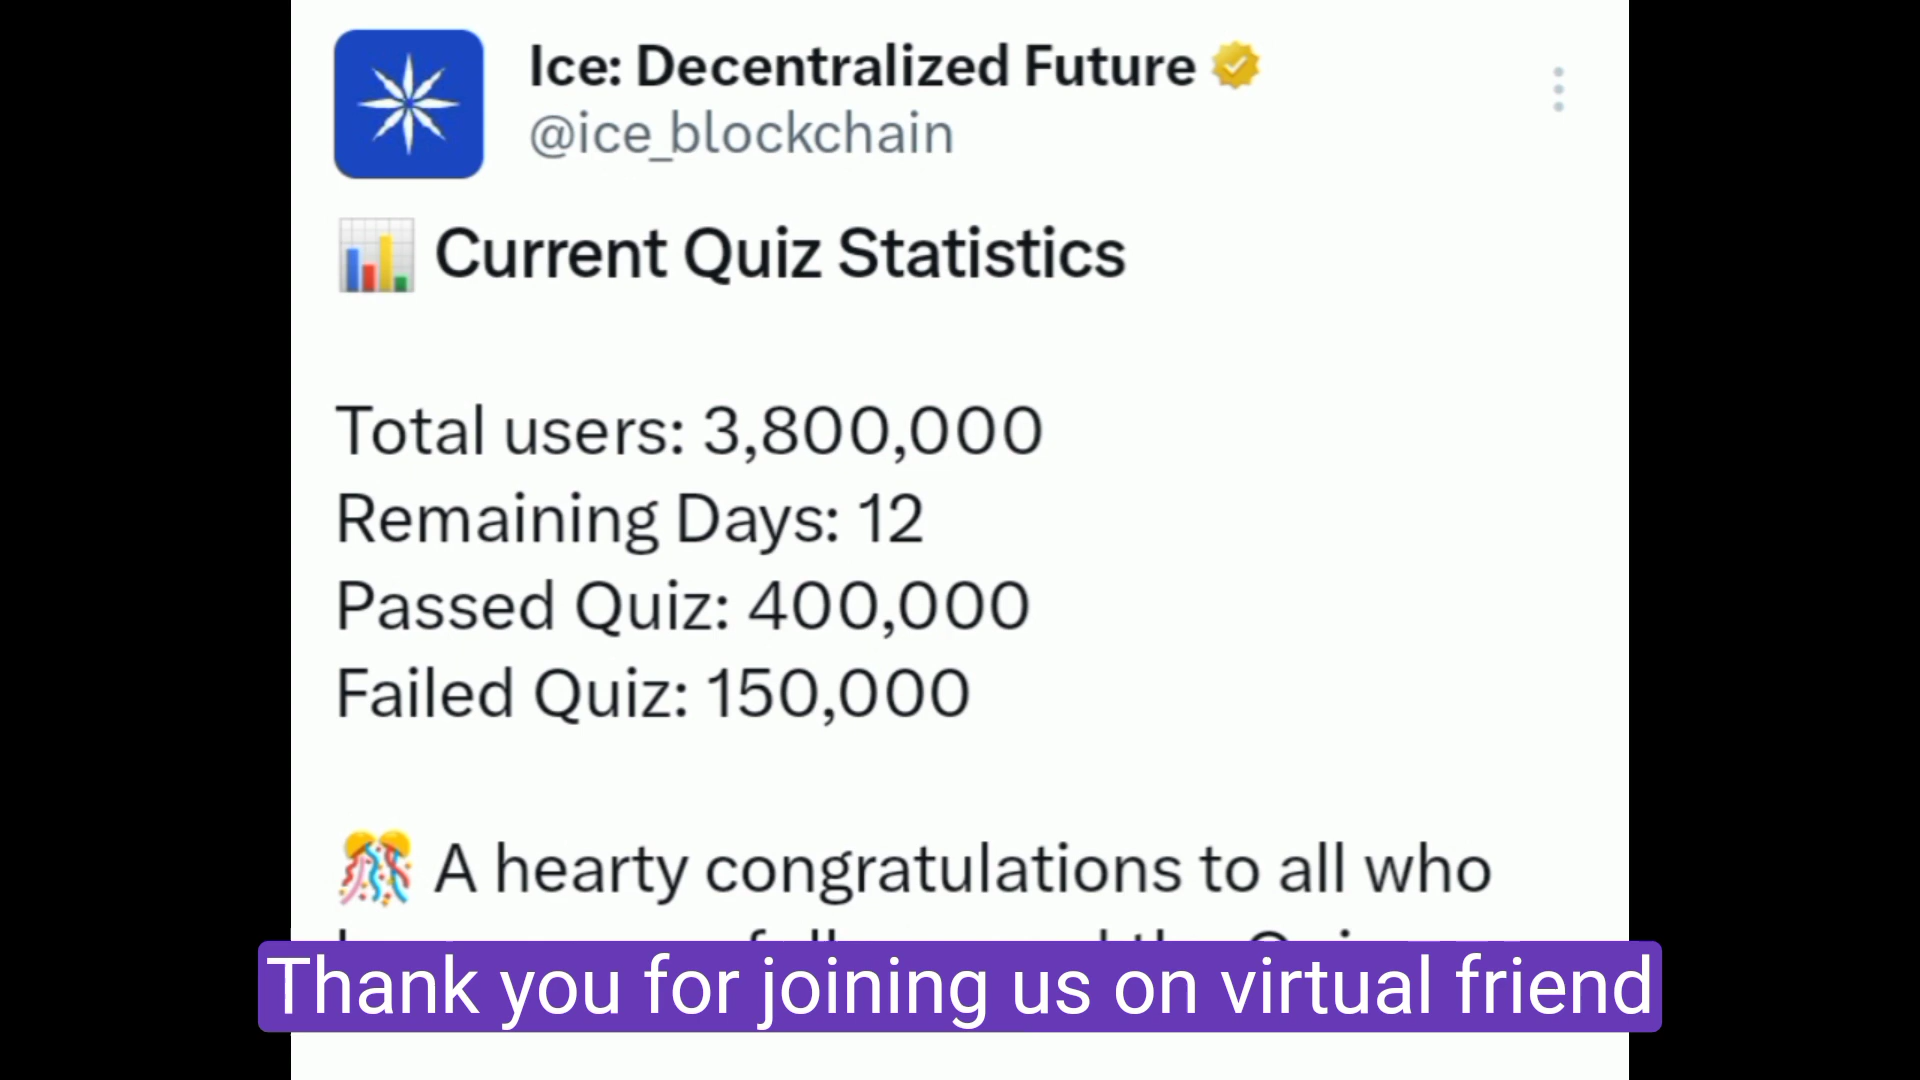 Ice: Decentralized Future
@ice_blockchain
Current Quiz Statistics
Total users: 3,800,000
Remaining Days: 12
Passed Quiz: 400,000
Failed Quiz: 150,000
A hearty congratulations to all who
Thank you for joining us on virtual friend